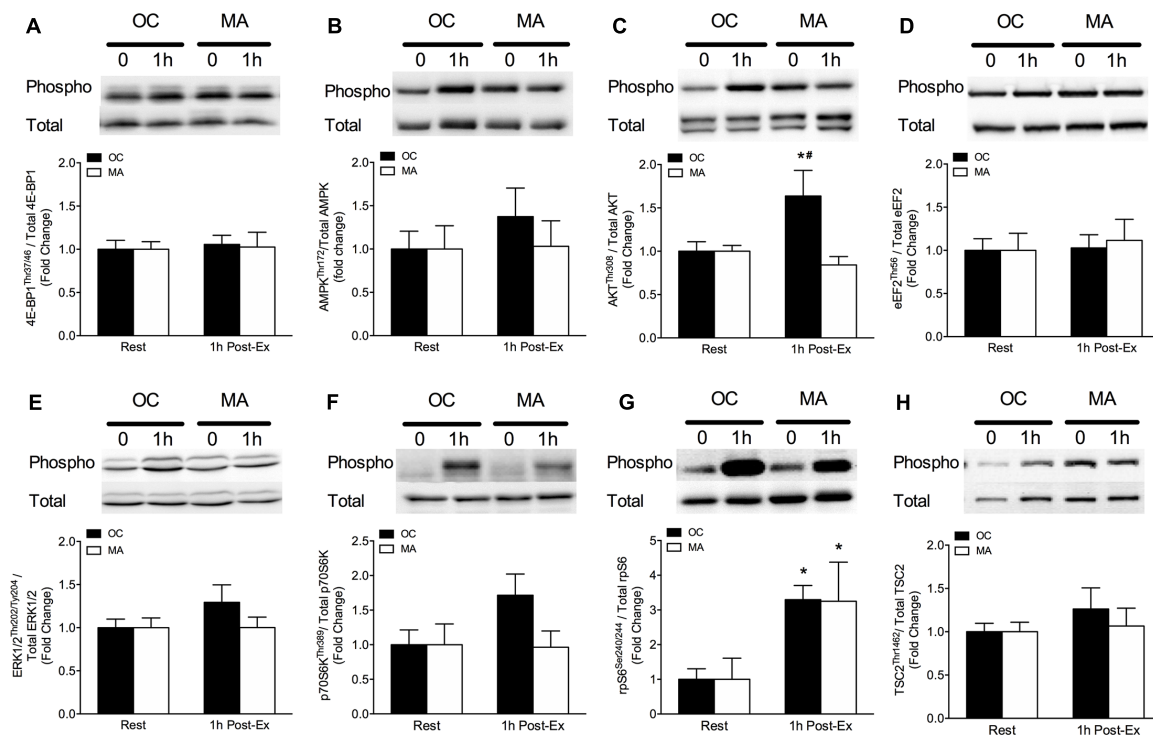 A
OC MA
0 1h 0 1h
Phospho
Total
4E-BP1Thr37/46 / Total 4E-BP1
(Fold Change)
2.0
1.5
1.0
0.5
0.0
OC
MA
Rest 1h Post-Ex
B
OC MA
0 1h 0 1h
Phospho
Total
AMPKThr172/Total AMPK
(fold change)
2.0
1.5
1.0
0.5
0.0
OC
MA
Rest 1h Post-Ex
C
OC MA
0 1h 0 1h
Phospho
Total
AKTThr308 / Total AKT
(Fold Change)
2.0
1.5
1.0
0.5
0.0
OC
MA
*#
Rest 1h Post-Ex
D
OC MA
0 1h 0 1h
Phospho
Total
eEF2Thr56 / Total eEF2
(Fold Change)
2.0
1.5
1.0
0.5
0.0
OC
MA
Rest 1h Post-Ex
E
OC MA
0 1h 0 1h
Phospho
Total
ERK1/2Thr202/Tyr204 /
Total ERK1/2
(Fold Change)
2.0
1.5
1.0
0.5
0.0
OC
MA
Rest 1h Post-Ex
F
OC MA
0 1h 0 1h
Phospho
Total
p70S6KThr389/ Total p70S6K
(Fold Change)
2.5
2.0
1.5
1.0
0.5
0.0
OC
MA
Rest 1h Post-Ex
G
OC MA
0 1h 0 1h
Phospho
Total
rpS6Ser240/244 / Total rpS6
(Fold Change)
5
4
3
2
1
0
OC
MA
* *
Rest 1h Post-Ex
H
OC MA
0 1h 0 1h
Phospho
Total
TSC2Thr1462/ Total TSC2
(Fold Change)
2.0
1.5
1.0
0.5
0.0
OC
MA
Rest 1h Post-Ex